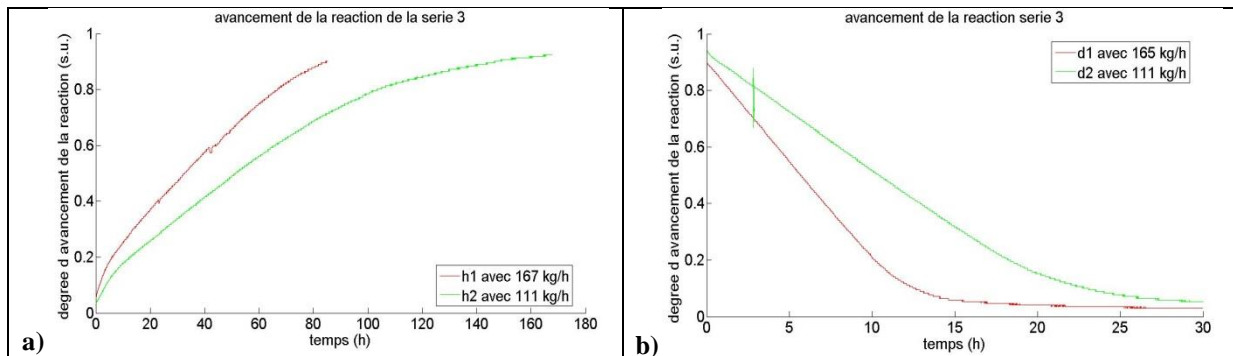 avancement de la reaction de la serie 3
degree d avancement de la reaction (s.u.)
1
0.8
0.6
0.4
0.2
0
0 20 40 60 80 100 120 140 160 180
temps (h)
h1 avec 167 kg/h
h2 avec 111 kg/h
a)
avancement de la reaction serie 3
degree d avancement de la reaction (s.u.)
1
0.8
0.6
0.4
0.2
0
0 5 10 15 20 25 30
temps (h)
d1 avec 165 kg/h
d2 avec 111 kg/h
b)